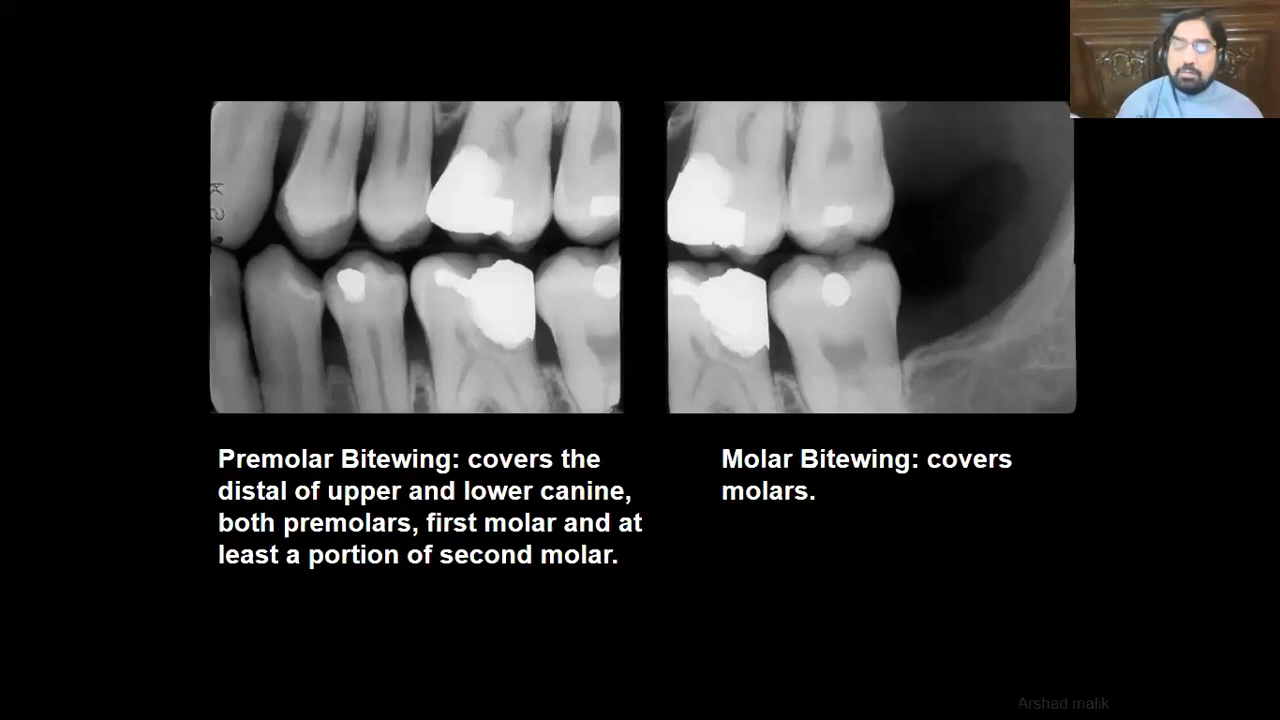 Premolar Bitewing: covers the
distal of upper and lower canine,
both premolars, first molar and at
least a portion of second molar.
Molar Bitewing: covers
molars.
Arshad malik